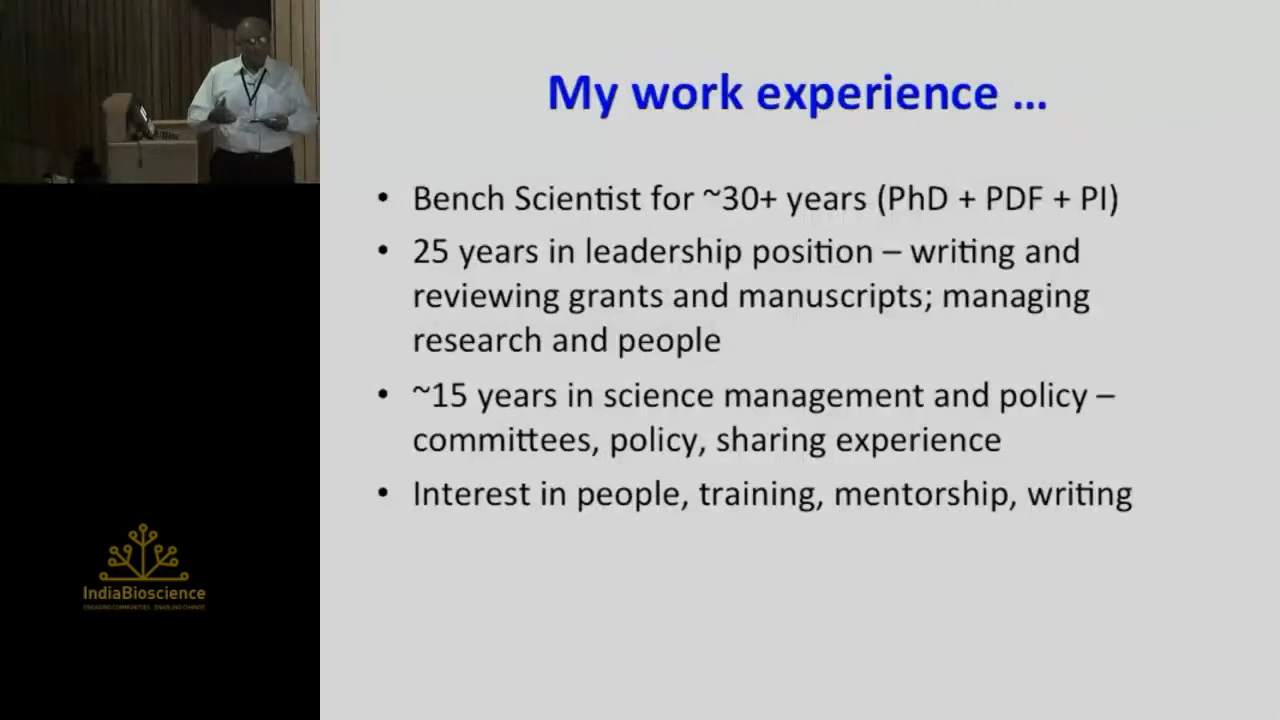 My work experience ...
• Bench Scientist for ~30+ years (PhD + PDF + PI)
• 25 years in leadership position – writing and
reviewing grants and manuscripts; managing
research and people
• ~15 years in science management and policy –
committees, policy, sharing experience
• Interest in people, training, mentorship, writing
IndiaBioscience
ENGAGING COMMUNITIES . ENABLING CHANGE